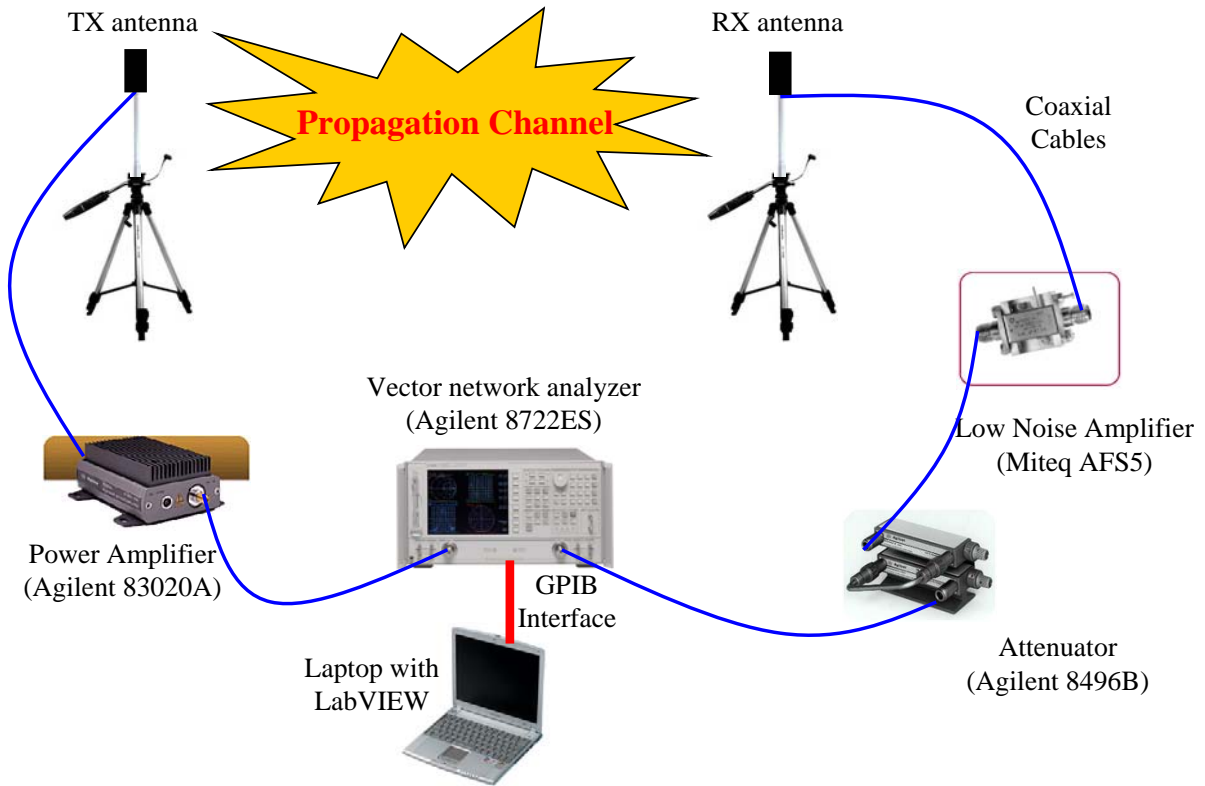 TX antenna
RX antenna
Propagation Channel
Coaxial
Cables
Vector network analyzer
(Agilent 8722ES)
Low Noise Amplifier
(Miteq AFS5)
Power Amplifier
(Agilent 83020A)
GPIB
Interface
Attenuator
(Agilent 8496B)
Laptop with
LabVIEW